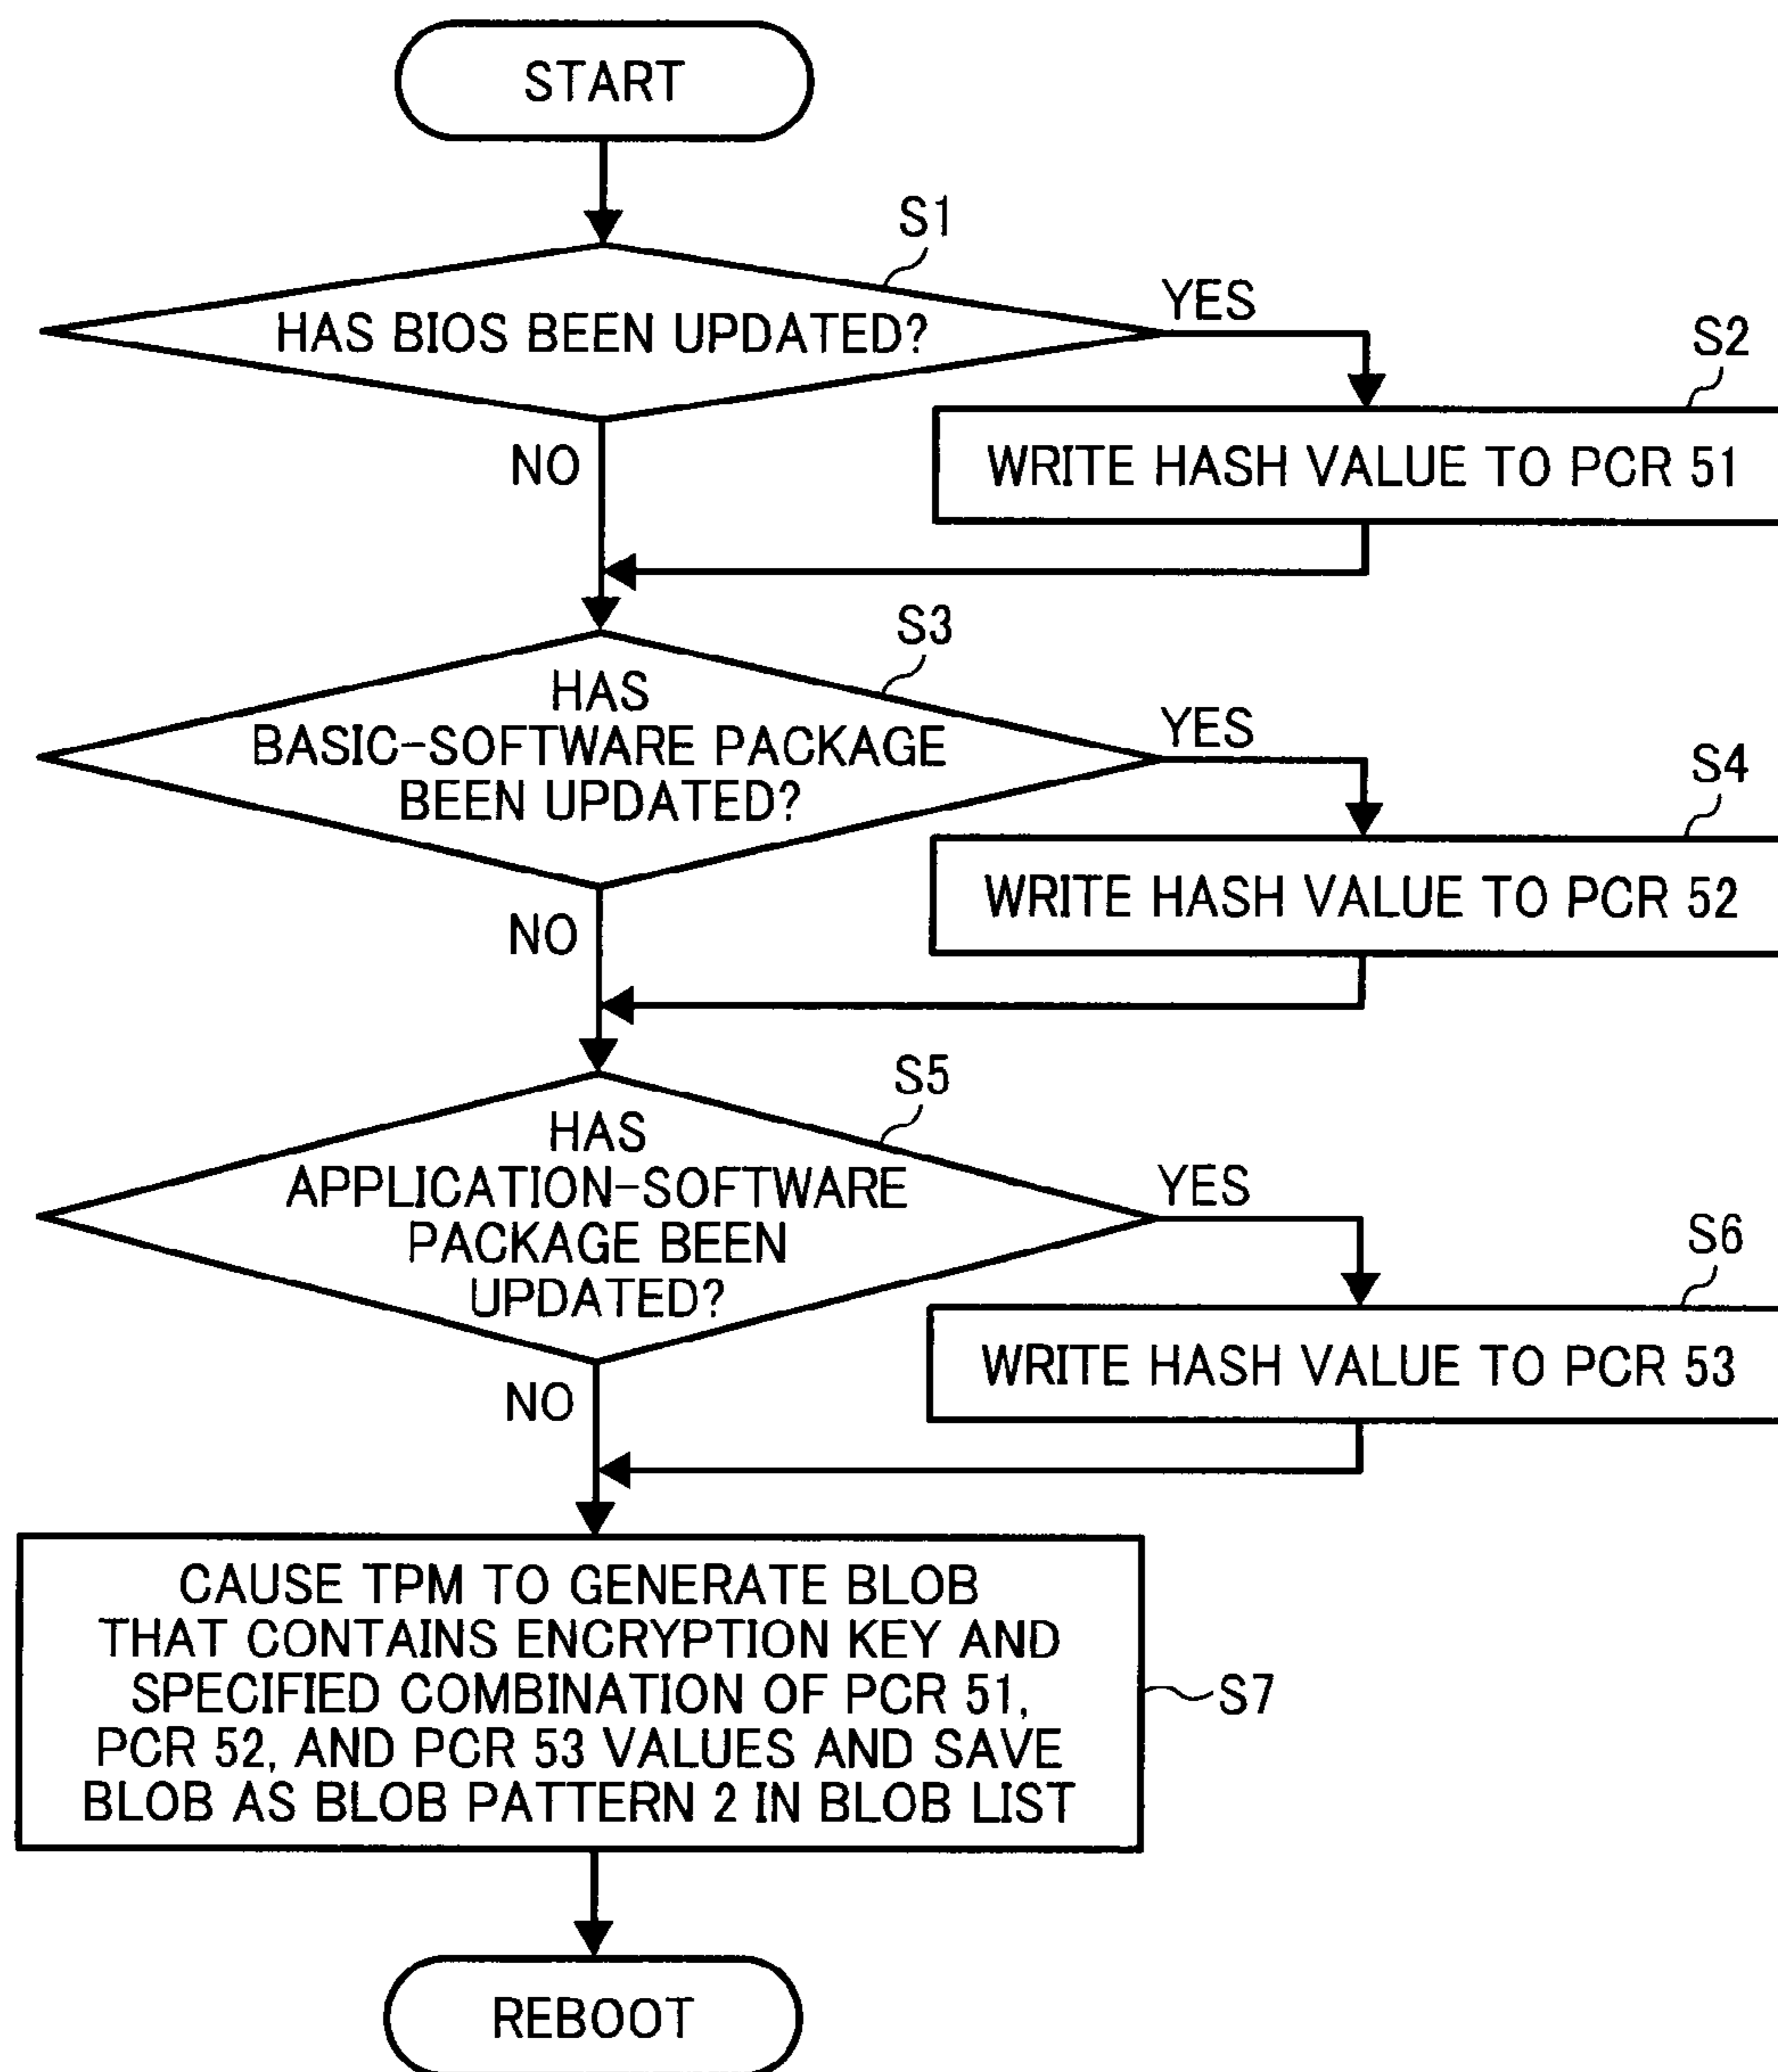 START
S1
HAS BIOS BEEN UPDATED?
YES
S2
WRITE HASH VALUE TO PCR 51
NO
S3
HAS
BASIC-SOFTWARE PACKAGE
BEEN UPDATED?
YES
S4
WRITE HASH VALUE TO PCR 52
NO
S5
HAS
APPLICATION-SOFTWARE
PACKAGE BEEN
UPDATED?
YES
S6
WRITE HASH VALUE TO PCR 53
NO
CAUSE TPM TO GENERATE BLOB
THAT CONTAINS ENCRYPTION KEY AND
SPECIFIED COMBINATION OF PCR 51,
PCR 52, AND PCR 53 VALUES AND SAVE
BLOB AS BLOB PATTERN 2 IN BLOB LIST
S7
REBOOT